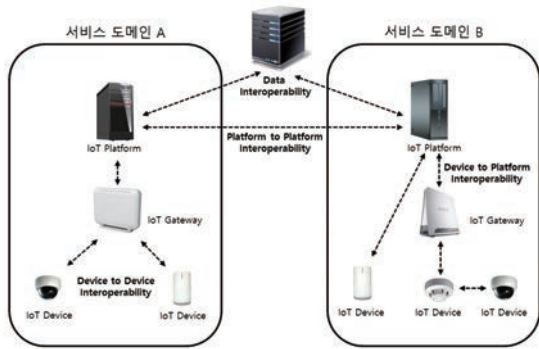 서비스 도메인 A
서비스 도메인 B
Data
Interoperability
IoT Platform
Platform to Platform
Interoperability
IoT Platform
Device to Platform
Interoperability
IoT Gateway
IoT Gateway
Device to Device
Interoperability
IoT Device
IoT Device
IoT Device
IoT Device
IoT Device